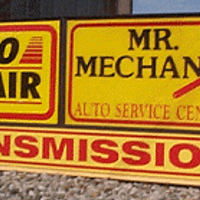 O
AIR
MR.
MECHAN
AUTO SERVICE CEN
NSMISSIO